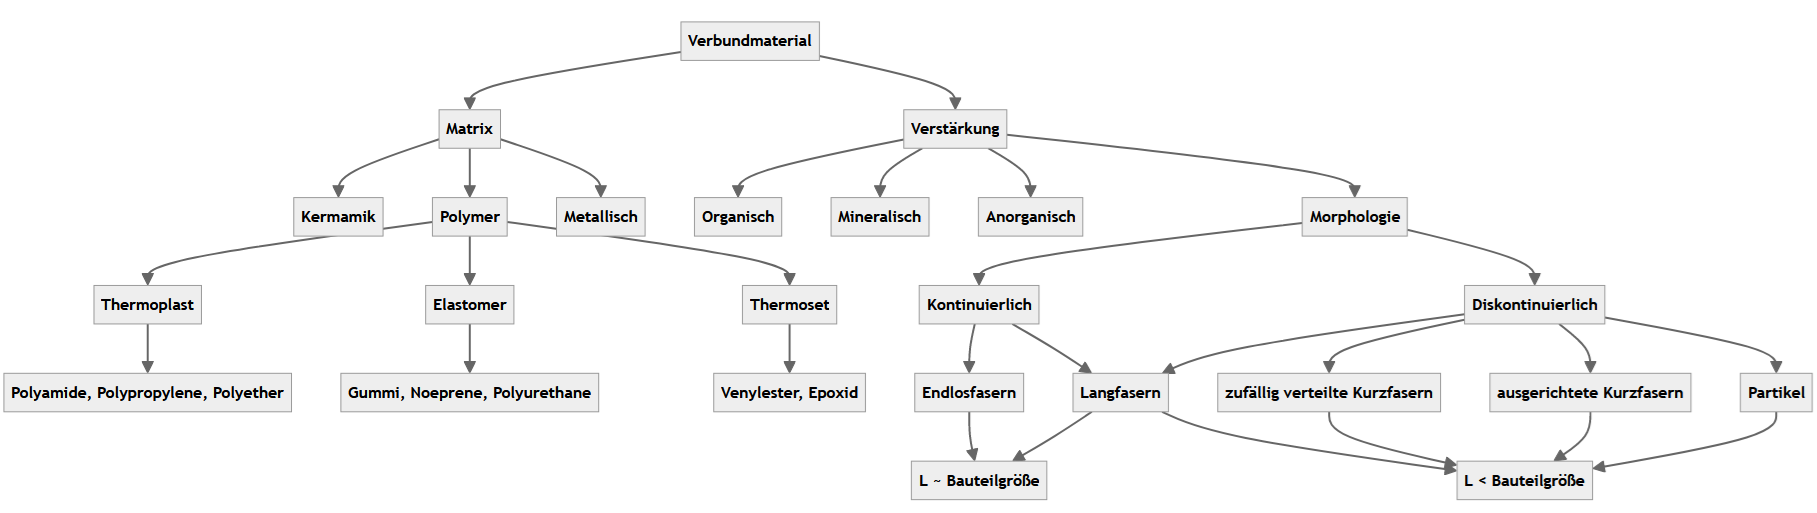 Verbundmaterial
Matrix
Verstärkung
Kermamik
Polymer
Metallisch
Organisch
Mineralisch
Anorganisch
Morphologie
Thermoplast
Elastomer
Thermoset
Kontinuierlich
Diskontinuierlich
Polyamide, Polypropylene, Polyether
Gummi, Noeprene, Polyurethane
Venylester, Epoxid
Endlosfasern
Langfasern
zufällig verteilte Kurzfasern
ausgerichtete Kurzfasern
Partikel
L ~ Bauteilgröße
L < Bauteilgröße